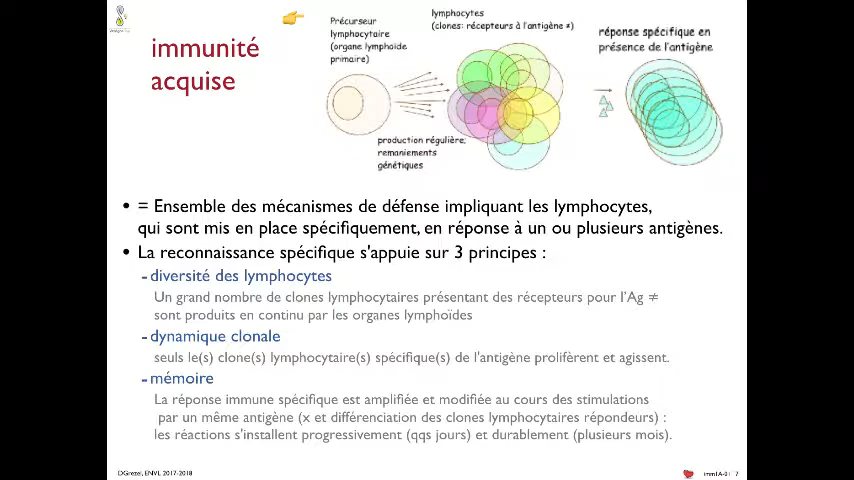 immunité
acquise
Précurseur
lymphocytaire
(organe lymphoide
primaire)
lymphocytes
(clones: récepteurs à l'antigène ≠)
réponse spécifique en
présence de l'antigène
production régulière;
remaniements
génétiques
• = Ensemble des mécanismes de défense impliquant les lymphocytes,
qui sont mis en place spécifiquement, en réponse à un ou plusieurs antigènes.
• La reconnaissance spécifique s'appuie sur 3 principes :
- diversité des lymphocytes
Un grand nombre de clones lymphocytaires présentant des récepteurs pour l'Ag ≠
sont produits en continu par les organes lymphoïdes
- dynamique clonale
seuls le(s) clone(s) lymphocytaire(s) spécifique(s) de l'antigène prolifèrent et agissent.
- mémoire
La réponse immune spécifique est amplifiée et modifiée au cours des stimulations
par un même antigène (x et différenciation des clones lymphocytaires répondeurs) :
les réactions s'installent progressivement (qqs jours) et durablement (plusieurs mois).
DGrezel, ENVL 2017-2018
7